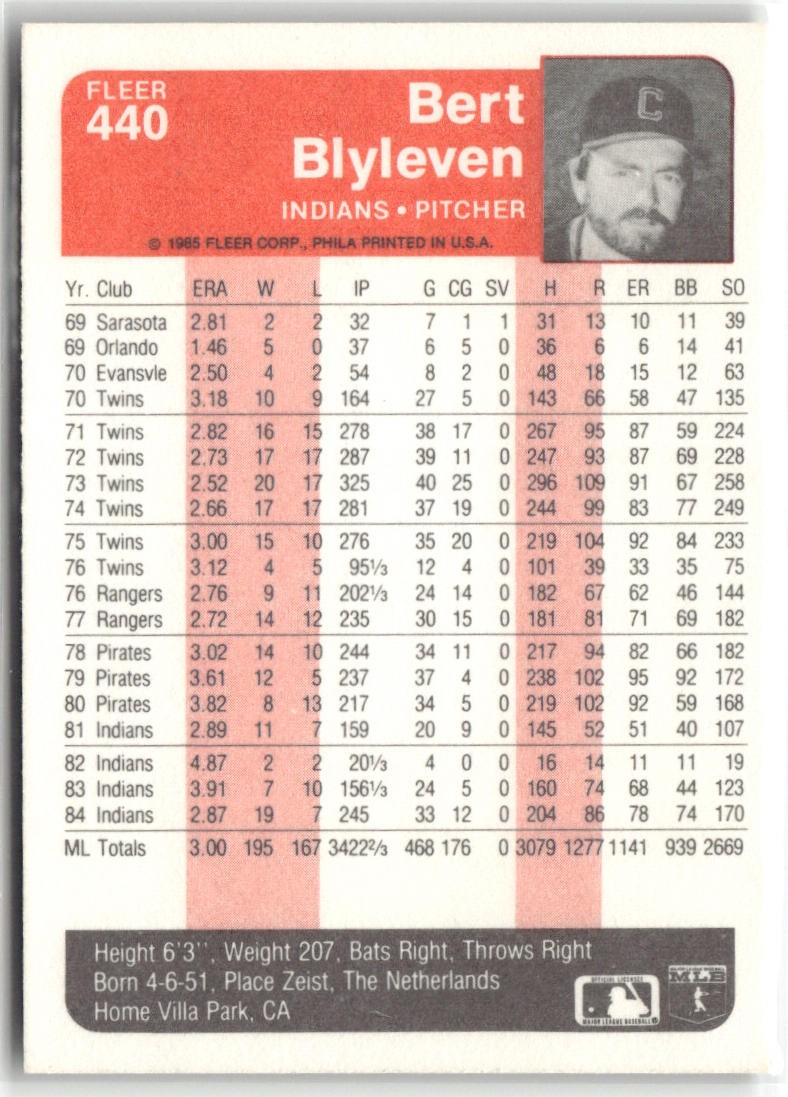 FLEER
440
Bert
Blyleven
INDIANS • PITCHER
© 1985 FLEER CORP., PHILA PRINTED IN U.S.A.
C
Yr. Club ERA W L IP G CG SV H R ER BB SO
69 Sarasota 2.81 2 2 32 7 1 1 31 13 10 11 39
69 Orlando 1.46 5 0 37 6 5 0 36 6 6 14 41
70 Evansvle 2.50 4 2 54 8 2 0 48 18 15 12 63
70 Twins 3.18 10 9 164 27 5 0 143 66 58 47 135
71 Twins 2.82 16 15 278 38 17 0 267 95 87 59 224
72 Twins 2.73 17 17 287 39 11 0 247 93 87 69 228
73 Twins 2.52 20 17 325 40 25 0 296 109 91 67 258
74 Twins 2.66 17 17 281 37 19 0 244 99 83 77 249
75 Twins 3.00 15 10 276 35 20 0 219 104 92 84 233
76 Twins 3.12 4 5 95⅓ 12 4 0 101 39 33 35 75
76 Rangers 2.76 9 11 202⅓ 24 14 0 182 67 62 46 144
77 Rangers 2.72 14 12 235 30 15 0 181 81 71 69 182
78 Pirates 3.02 14 10 244 34 11 0 217 94 82 66 182
79 Pirates 3.61 12 5 237 37 4 0 238 102 95 92 172
80 Pirates 3.82 8 13 217 34 5 0 219 102 92 59 168
81 Indians 2.89 11 7 159 20 9 0 145 52 51 40 107
82 Indians 4.87 2 2 20⅓ 4 0 0 16 14 11 11 19
83 Indians 3.91 7 10 156⅓ 24 5 0 160 74 68 44 123
84 Indians 2.87 19 7 245 33 12 0 204 86 78 74 170
ML Totals 3.00 195 167 3422⅔ 468 176 0 3079 1277 1141 939 2669
Height 6'3'', Weight 207, Bats Right, Throws Right
Born 4-6-51, Place Zeist, The Netherlands
Home Villa Park, CA
OFFICIAL LICENSEE
MAJOR LEAGUE BASEBALL
MAJOR LEAGUE BASEBALL
MLB